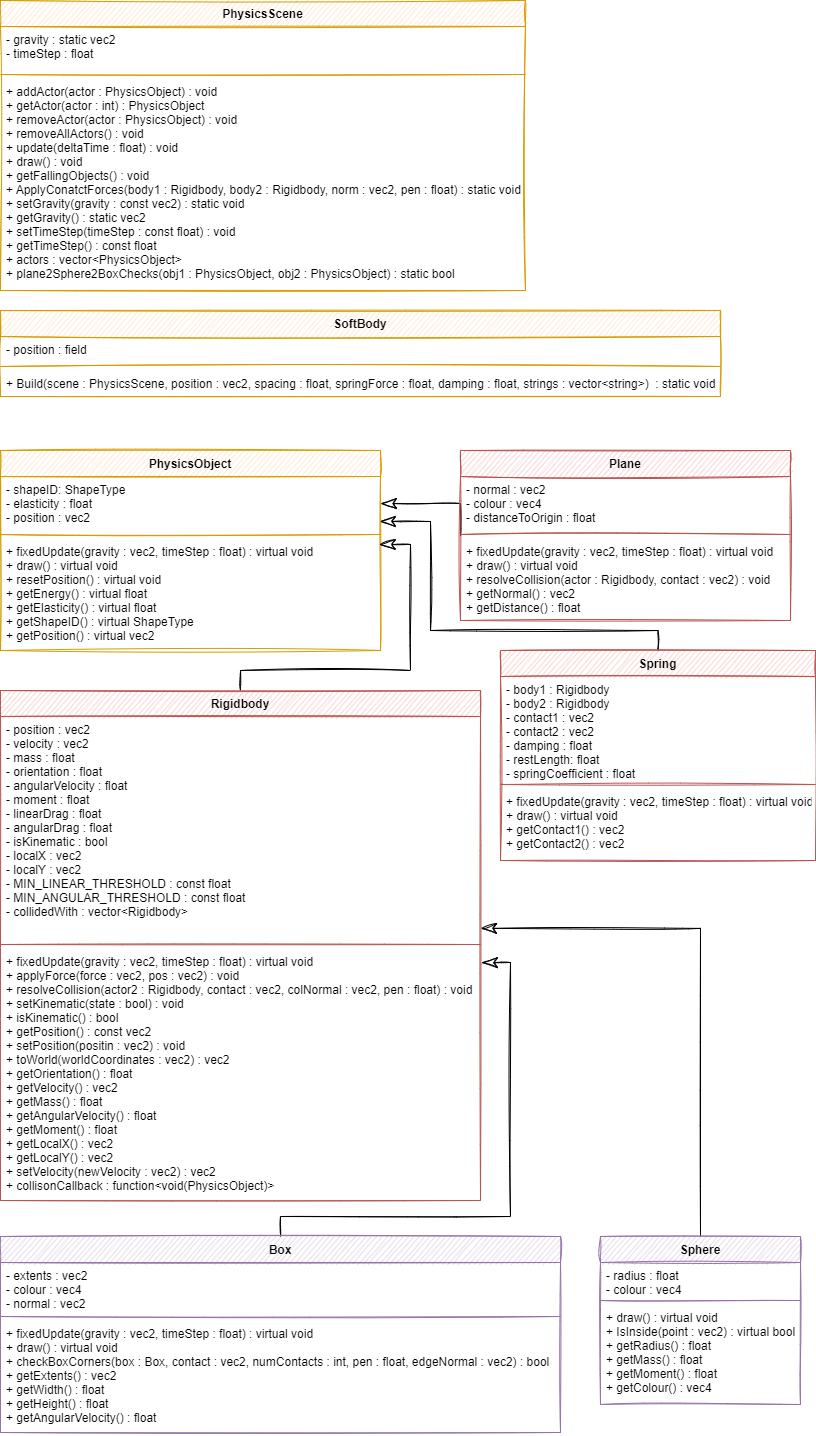 PhysicsScene
- gravity : static vec2
- timeStep : float
+ addActor(actor : PhysicsObject) : void
+ getActor(actor : int) : PhysicsObject
+ removeActor(actor : PhysicsObject) : void
+ removeAllActors() : void
+ update(deltaTime : float) : void
+ draw() : void
+ getFallingObjects() : void
+ ApplyConatctForces(body1 : Rigidbody, body2 : Rigidbody, norm : vec2, pen : float) : static void
+ setGravity(gravity : const vec2) : static void
+ getGravity() : static vec2
+ setTimeStep(timeStep : const float) : void
+ getTimeStep() : const float
+ actors : vector<PhysicsObject>
+ plane2Sphere2BoxChecks(obj1 : PhysicsObject, obj2 : PhysicsObject) : static bool
SoftBody
- position : field
+ Build(scene : PhysicsScene, position : vec2, spacing : float, springForce : float, damping : float, strings : vector<string>) : static void
PhysicsObject
- shapeID: ShapeType
- elasticity : float
- position : vec2
+ fixedUpdate(gravity : vec2, timeStep : float) : virtual void
+ draw() : virtual void
+ resetPosition() : virtual void
+ getEnergy() : virtual float
+ getElasticity() : virtual float
+ getShapeID() : virtual ShapeType
+ getPosition() : virtual vec2
Plane
- normal : vec2
- colour : vec4
- distanceToOrigin : float
+ fixedUpdate(gravity : vec2, timeStep : float) : virtual void
+ draw() : virtual void
+ resolveCollision(actor : Rigidbody, contact : vec2) : void
+ getNormal() : vec2
+ getDistance() : float
Spring
- body1 : Rigidbody
- body2 : Rigidbody
- contact1 : vec2
- contact2 : vec2
- damping : float
- restLength: float
- springCoefficient : float
+ fixedUpdate(gravity : vec2, timeStep : float) : virtual void
+ draw() : virtual void
+ getContact1() : vec2
+ getContact2() : vec2
Rigidbody
- position : vec2
- velocity : vec2
- mass : float
- orientation : float
- angularVelocity : float
- moment : float
- linearDrag : float
- angularDrag : float
- isKinematic : bool
- localX : vec2
- localY : vec2
- MIN_LINEAR_THRESHOLD : const float
- MIN_ANGULAR_THRESHOLD : const float
- collidedWith : vector<Rigidbody>
+ fixedUpdate(gravity : vec2, timeStep : float) : virtual void
+ applyForce(force : vec2, pos : vec2) : void
+ resolveCollision(actor2 : Rigidbody, contact : vec2, colNormal : vec2, pen : float) : void
+ setKinematic(state : bool) : void
+ isKinematic() : bool
+ getPosition() : const vec2
+ setPosition(positin : vec2) : void
+ toWorld(worldCoordinates : vec2) : vec2
+ getOrientation() : float
+ getVelocity() : vec2
+ getMass() : float
+ getAngularVelocity() : float
+ getMoment() : float
+ getLocalX() : vec2
+ getLocalY() : vec2
+ setVelocity(newVelocity : vec2) : vec2
+ collisonCallback : function<void(PhysicsObject)>
Box
- extents : vec2
- colour : vec4
- normal : vec2
+ fixedUpdate(gravity : vec2, timeStep : float) : virtual void
+ draw() : virtual void
+ checkBoxCorners(box : Box, contact : vec2, numContacts : int, pen : float, edgeNormal : vec2) : bool
+ getExtents() : vec2
+ getWidth() : float
+ getHeight() : float
+ getAngularVelocity() : float
Sphere
- radius : float
- colour : vec4
+ draw() : virtual void
+ IsInside(point : vec2) : virtual bool
+ getRadius() : float
+ getMass() : float
+ getMoment() : float
+ getColour() : vec4